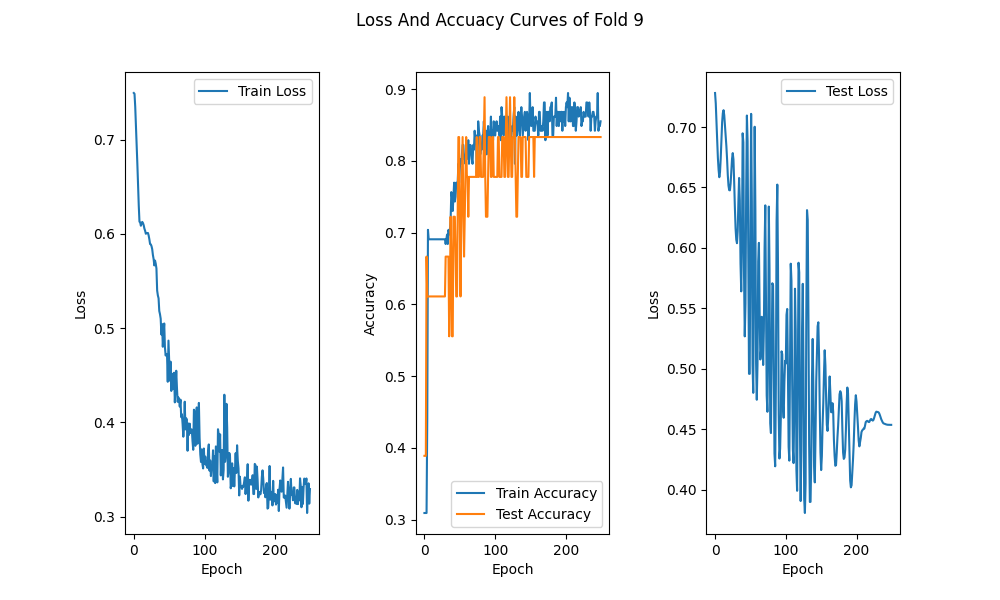 Loss And Accuacy Curves of Fold 9
Train Loss
0.7
0.6
0.5
0.4
0.3
Loss
0
100
200
Epoch
0.9
0.8
0.7
0.6
0.5
0.4
0.3
Accuracy
Train Accuracy
Test Accuracy
0
100
200
Epoch
Test Loss
0.70
0.65
0.60
0.55
0.50
0.45
0.40
Loss
0
100
200
Epoch